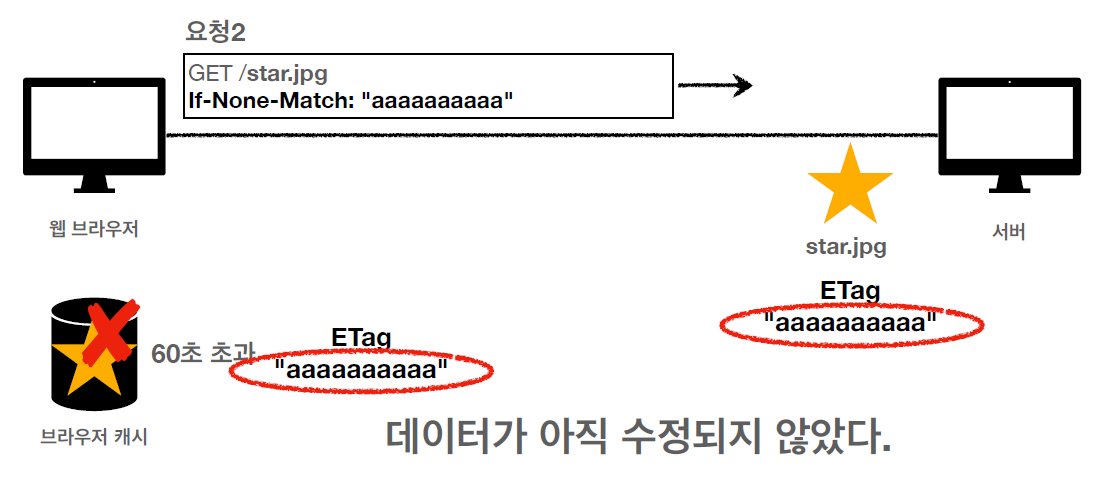 요청2
GET /star.jpg
If-None-Match: "aaaaaaaaaa"
웹 브라우저
서버
star.jpg
ETag
"aaaaaaaaaa"
60초 초과
ETag
"aaaaaaaaaa"
브라우저 캐시
데이터가 아직 수정되지 않았다.